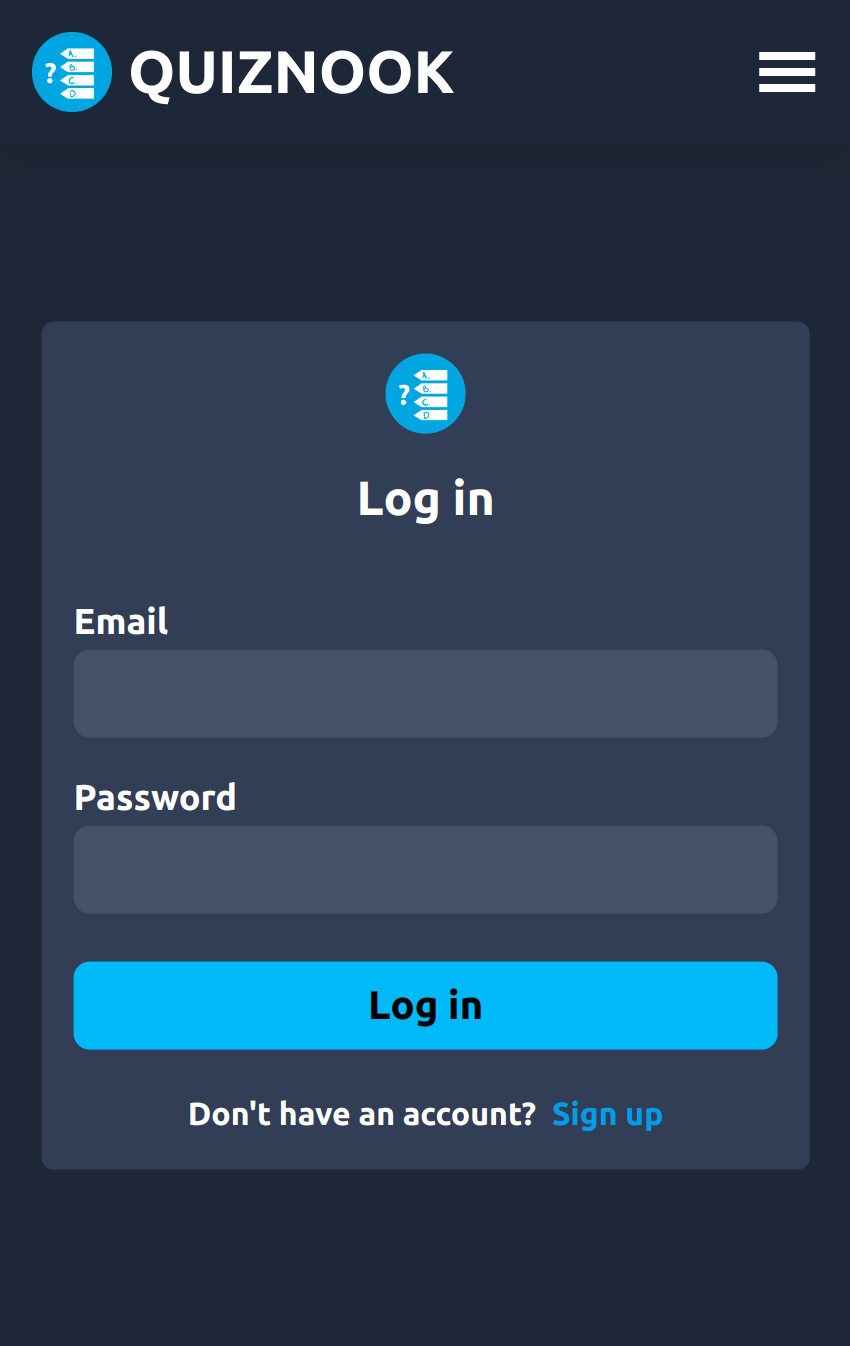 ? A. B. C. D.
QUIZNOOK
? A. B. C. D.
Log in
Email
Password
Log in
Don't have an account? Sign up